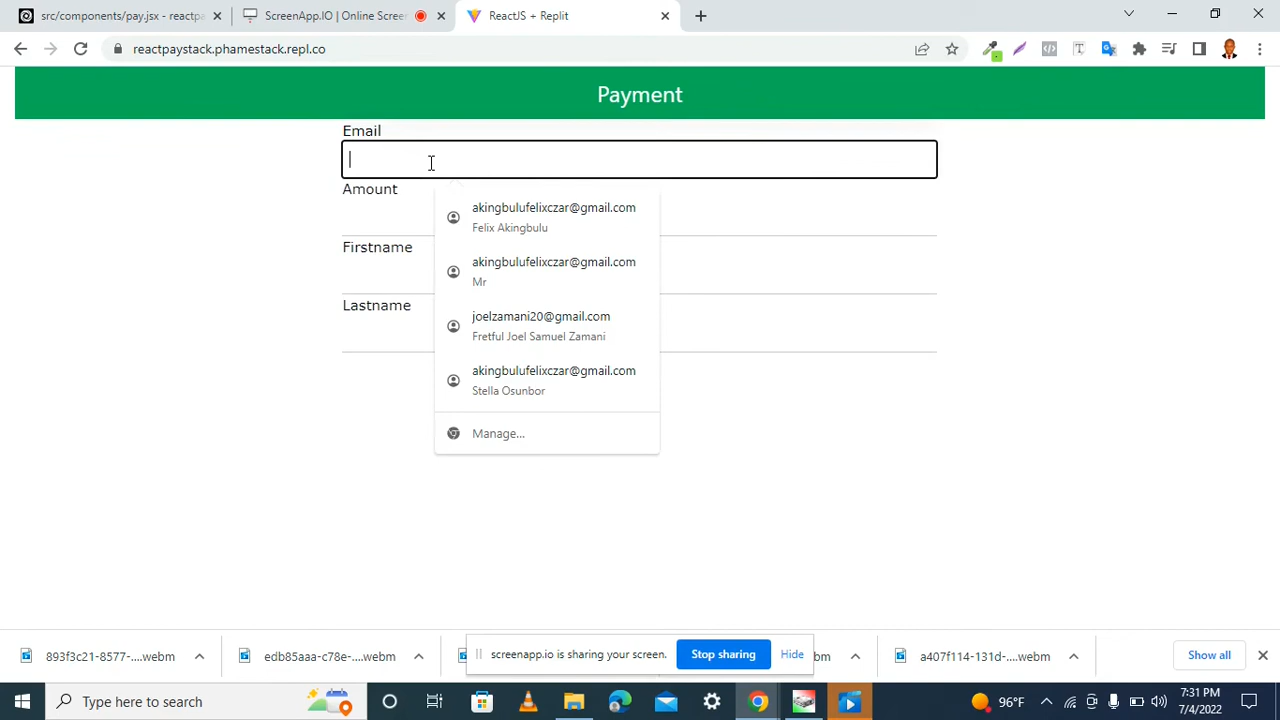 src/components/pay.jsx - reactpa
ScreenApp.IO | Online Screen
ReactJS + Replit
reactpaystack.phamestack.repl.co
Payment
Email
Amount
Firstname
Lastname
akingbulufelixczar@gmail.com
Felix Akingbulu
akingbulufelixczar@gmail.com
Mr
joelzamani20@gmail.com
Fretful Joel Samuel Zamani
akingbulufelixczar@gmail.com
Stella Osunbor
Manage...
893f3c21-8577-....webm
edb85aaa-c78e-....webm
bm
a407f114-131d-....webm
Show all
screenapp.io is sharing your screen.
Stop sharing
Hide
Type here to search
96°F
7:31 PM
7/4/2022